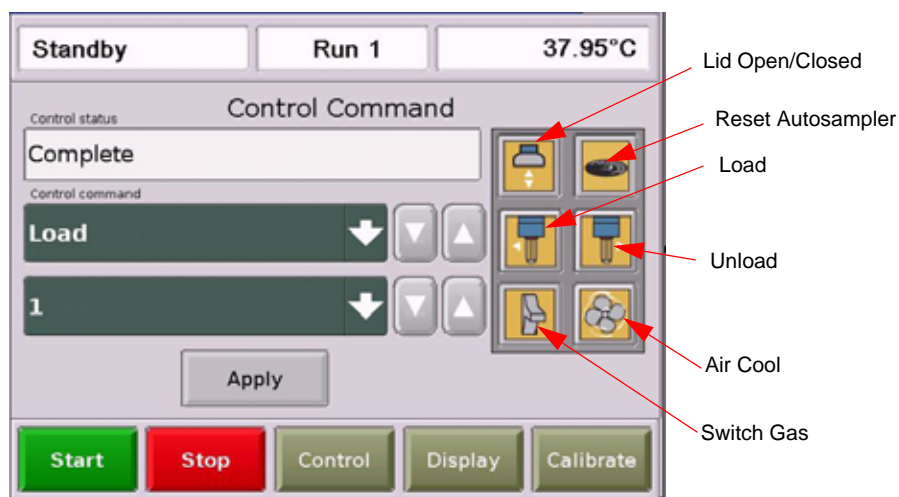 Standby
Run 1
37.95°C
Control Command
Control status
Complete
Control command
Load
1
Apply
Start
Stop
Control
Display
Calibrate
Lid Open/Closed
Reset Autosampler
Load
Unload
Air Cool
Switch Gas